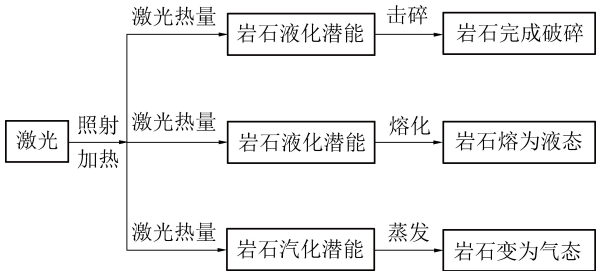 激光热量
岩石液化潜能
击碎
岩石完成破碎
激光
照射
加热
激光热量
岩石液化潜能
熔化
岩石熔为液态
激光热量
岩石汽化潜能
蒸发
岩石变为气态